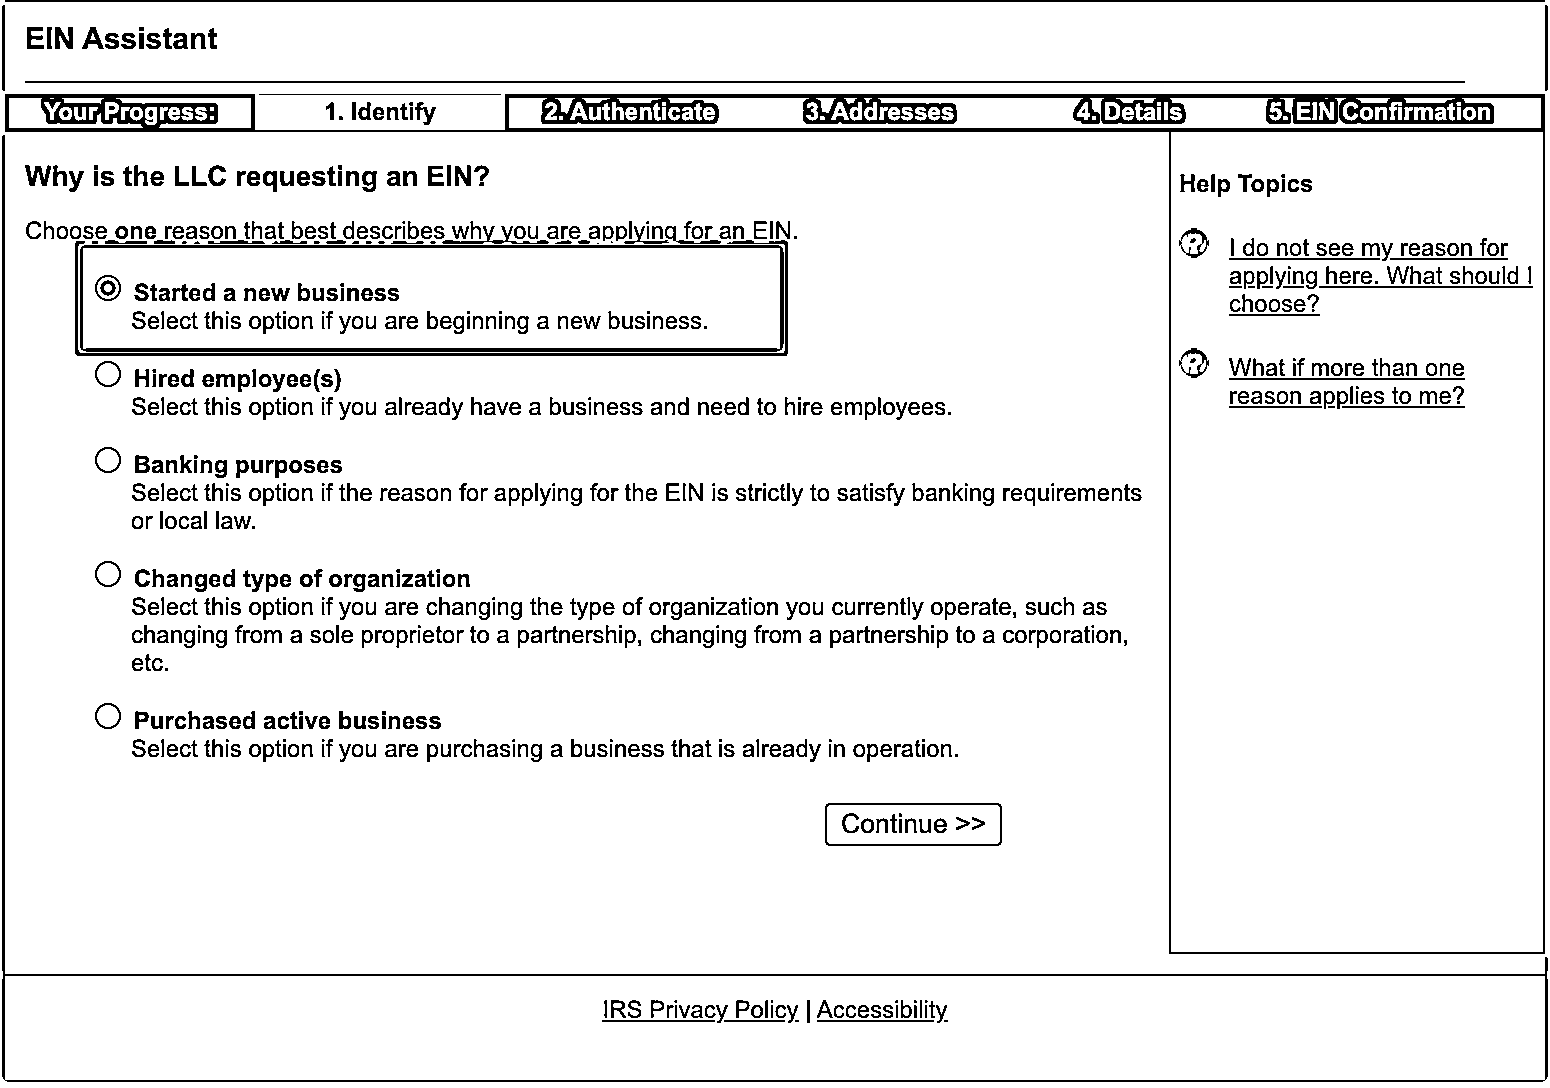 EIN Assistant
Your Progress: 1. Identify 2. Authenticate 3. Addresses 4. Details 5. EIN Confirmation
Why is the LLC requesting an EIN?
Choose one reason that best describes why you are applying for an EIN.
Started a new business
Select this option if you are beginning a new business.
Hired employee(s)
Select this option if you already have a business and need to hire employees.
Banking purposes
Select this option if the reason for applying for the EIN is strictly to satisfy banking requirements
or local law.
Changed type of organization
Select this option if you are changing the type of organization you currently operate, such as
changing from a sole proprietor to a partnership, changing from a partnership to a corporation,
etc.
Purchased active business
Select this option if you are purchasing a business that is already in operation.
Continue >>
Help Topics
I do not see my reason for
applying here. What should I
choose?
What if more than one
reason applies to me?
IRS Privacy Policy | Accessibility